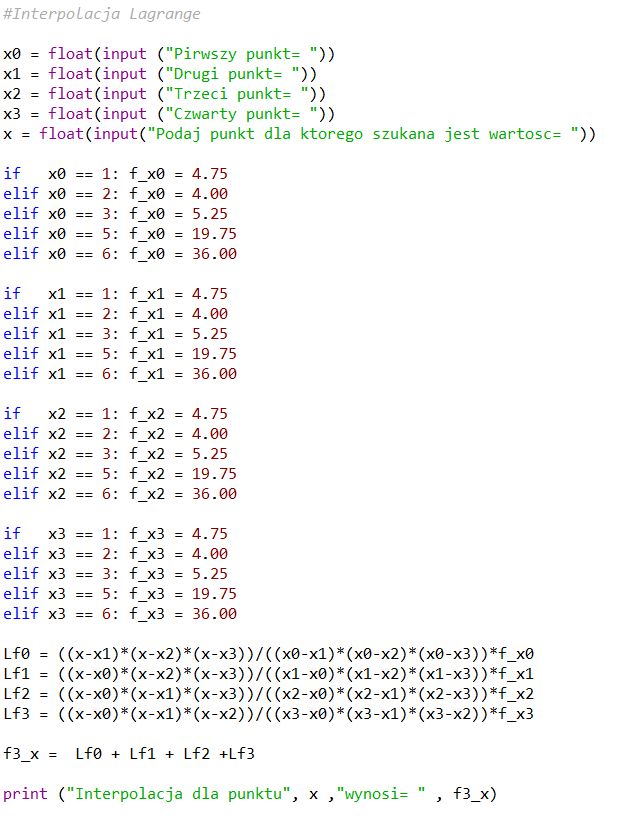 #Interpolacja Lagrange
x0 = float(input ("Pirwszy punkt= "))
x1 = float(input ("Drugi punkt= "))
x2 = float(input ("Trzeci punkt= "))
x3 = float(input ("Czwarty punkt= "))
x = float(input("Podaj punkt dla ktorego szukana jest wartosc= "))
if   x0 == 1: f_x0 = 4.75
elif x0 == 2: f_x0 = 4.00
elif x0 == 3: f_x0 = 5.25
elif x0 == 5: f_x0 = 19.75
elif x0 == 6: f_x0 = 36.00
if   x1 == 1: f_x1 = 4.75
elif x1 == 2: f_x1 = 4.00
elif x1 == 3: f_x1 = 5.25
elif x1 == 5: f_x1 = 19.75
elif x1 == 6: f_x1 = 36.00
if   x2 == 1: f_x2 = 4.75
elif x2 == 2: f_x2 = 4.00
elif x2 == 3: f_x2 = 5.25
elif x2 == 5: f_x2 = 19.75
elif x2 == 6: f_x2 = 36.00
if   x3 == 1: f_x3 = 4.75
elif x3 == 2: f_x3 = 4.00
elif x3 == 3: f_x3 = 5.25
elif x3 == 5: f_x3 = 19.75
elif x3 == 6: f_x3 = 36.00
Lf0 = ((x-x1)*(x-x2)*(x-x3))/((x0-x1)*(x0-x2)*(x0-x3))*f_x0
Lf1 = ((x-x0)*(x-x2)*(x-x3))/((x1-x0)*(x1-x2)*(x1-x3))*f_x1
Lf2 = ((x-x0)*(x-x1)*(x-x3))/((x2-x0)*(x2-x1)*(x2-x3))*f_x2
Lf3 = ((x-x0)*(x-x1)*(x-x2))/((x3-x0)*(x3-x1)*(x3-x2))*f_x3
f3_x =  Lf0 + Lf1 + Lf2 +Lf3
print ("Interpolacja dla punktu", x ,"wynosi= " , f3_x)